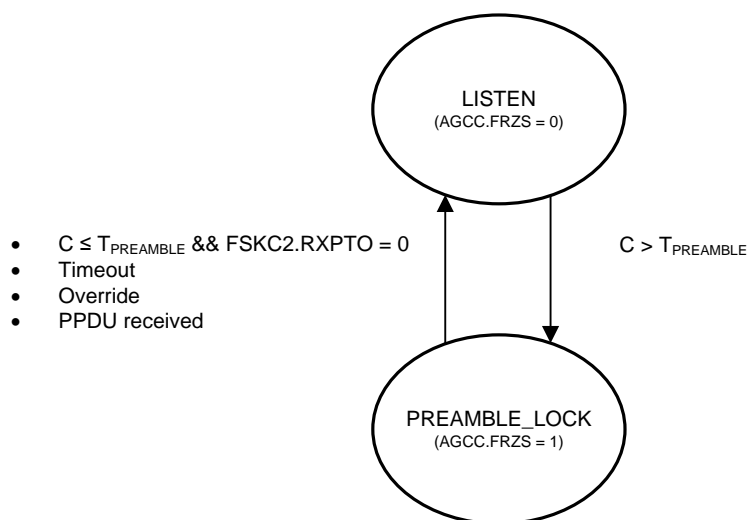 LISTEN
(AGCC.FRZS = 0)
• C ≤ TPREAMBLE && FSKC2.RXPTO = 0
• Timeout
• Override
• PPDU received
C > TPREAMBLE
PREAMBLE_LOCK
(AGCC.FRZS = 1)